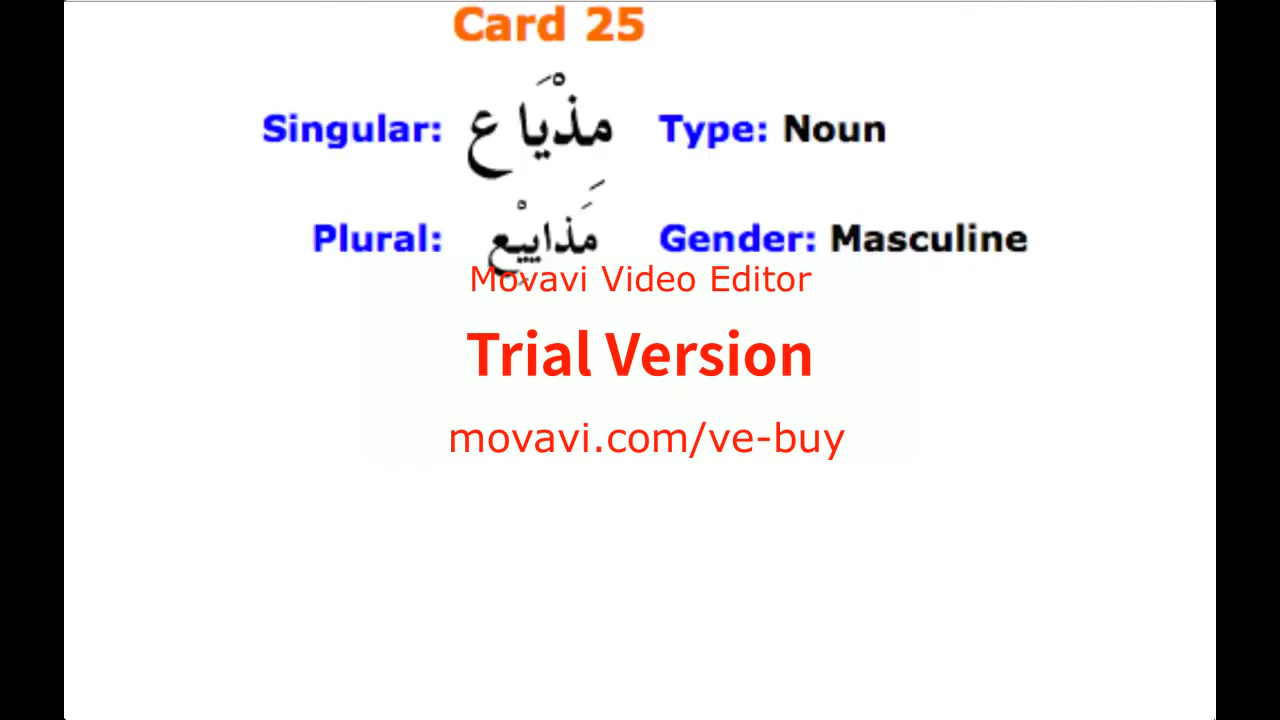 Card 25
Singular: مذْيَاع Type: Noun
Plural: مَذَايِيْع Gender: Masculine
Movavi Video Editor
Trial Version
movavi.com/ve-buy